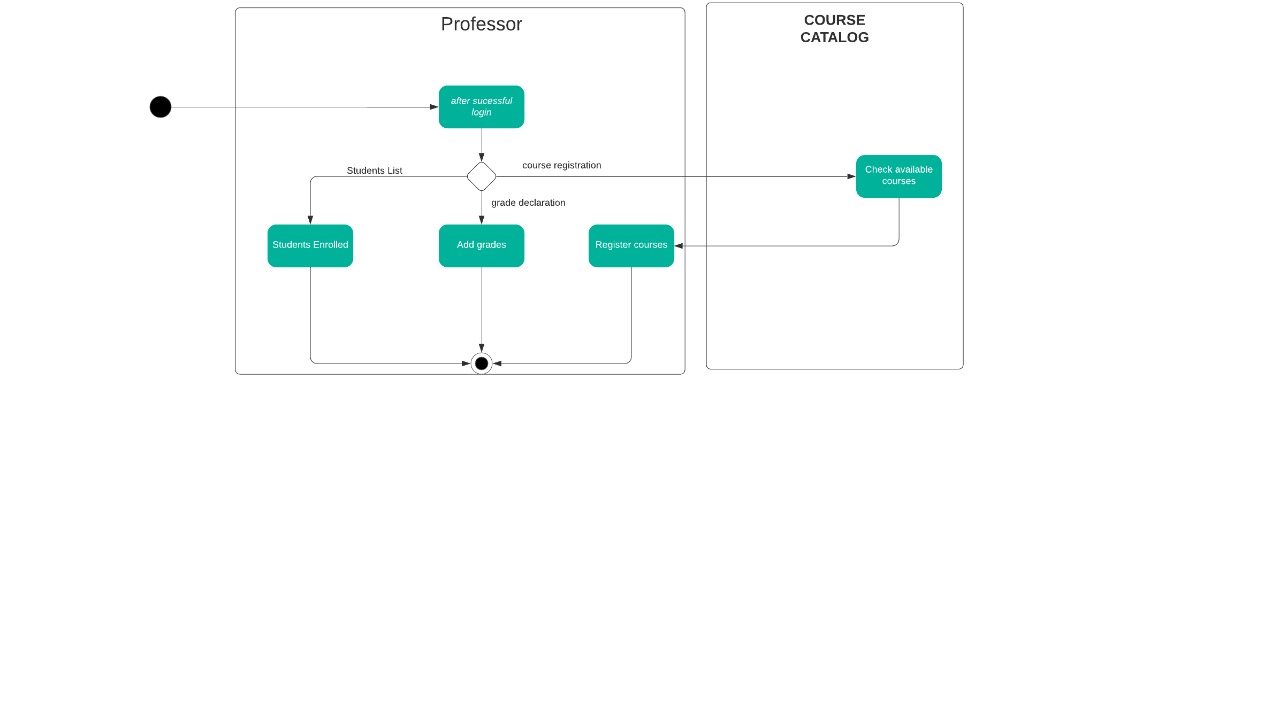 Professor
COURSE
CATALOG
after sucessful
login
Students List
course registration
Check available
courses
grade declaration
Students Enrolled
Add grades
Register courses